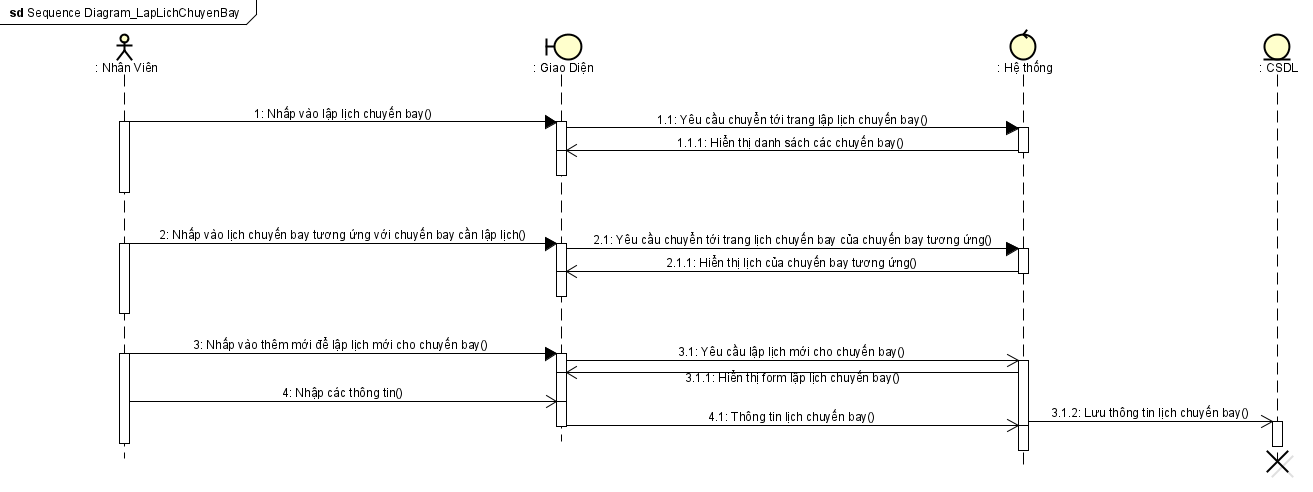 sd Sequence Diagram_LapLichChuyenBay
: Nhân Viên
: Giao Diện
: Hệ thống
: CSDL
1: Nhấp vào lập lịch chuyến bay()
1.1: Yêu cầu chuyển tới trang lập lịch chuyến bay()
1.1.1: Hiển thị danh sách các chuyến bay()
2: Nhấp vào lịch chuyến bay tương ứng với chuyến bay cần lập lịch()
2.1: Yêu cầu chuyển tới trang lịch chuyến bay của chuyến bay tương ứng()
2.1.1: Hiển thị lịch của chuyến bay tương ứng()
3: Nhấp vào thêm mới để lập lịch mới cho chuyến bay()
3.1: Yêu cầu lập lịch mới cho chuyến bay()
3.1.1: Hiển thị form lập lịch chuyến bay()
4: Nhập các thông tin()
4.1: Thông tin lịch chuyến bay()
3.1.2: Lưu thông tin lịch chuyến bay()